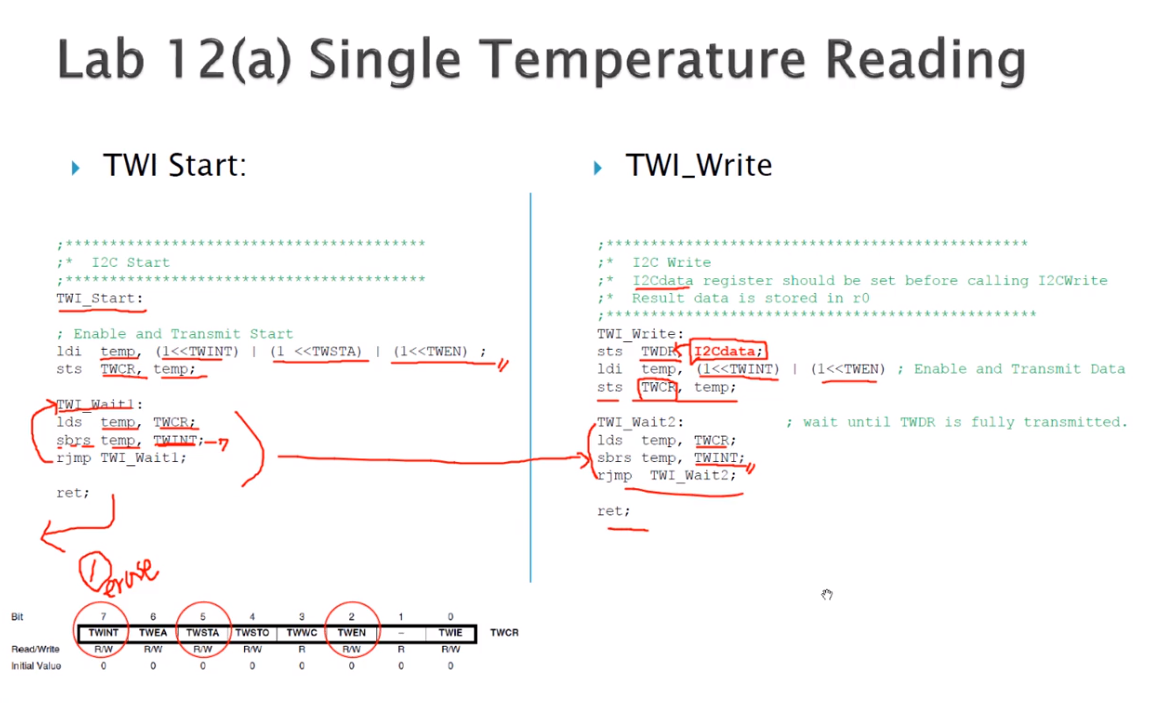 Lab 12(a) Single Temperature Reading
TWI Start:
;*****************************************
;*  I2C Start
;*****************************************
TWI_Start:
; Enable and Transmit Start
ldi  temp, (1<<TWINT) | (1 <<TWSTA) | (1<<TWEN) ;
sts  TWCR, temp;
TWI_Wait1:
lds  temp, TWCR;
sbrs temp, TWINT; –7
rjmp TWI_Wait1;
ret;
1
erase
TWI_Write
;************************************************
;*  I2C Write
;*  I2Cdata register should be set before calling I2CWrite
;*  Result data is stored in r0
;*************************************************
TWI_Write:
sts  TWDR, I2Cdata;
ldi  temp, (1<<TWINT) | (1<<TWEN) ; Enable and Transmit Data
sts  TWCR, temp;
TWI_Wait2:            ; wait until TWDR is fully transmitted.
lds  temp, TWCR;
sbrs temp, TWINT;
rjmp  TWI_Wait2;
ret;
Bit 7 6 5 4 3 2 1 0
TWINT TWEA TWSTA TWSTO TWWC TWEN – TWIE TWCR
Read/Write R/W R/W R/W R/W R R/W R R/W
Initial Value 0 0 0 0 0 0 0 0